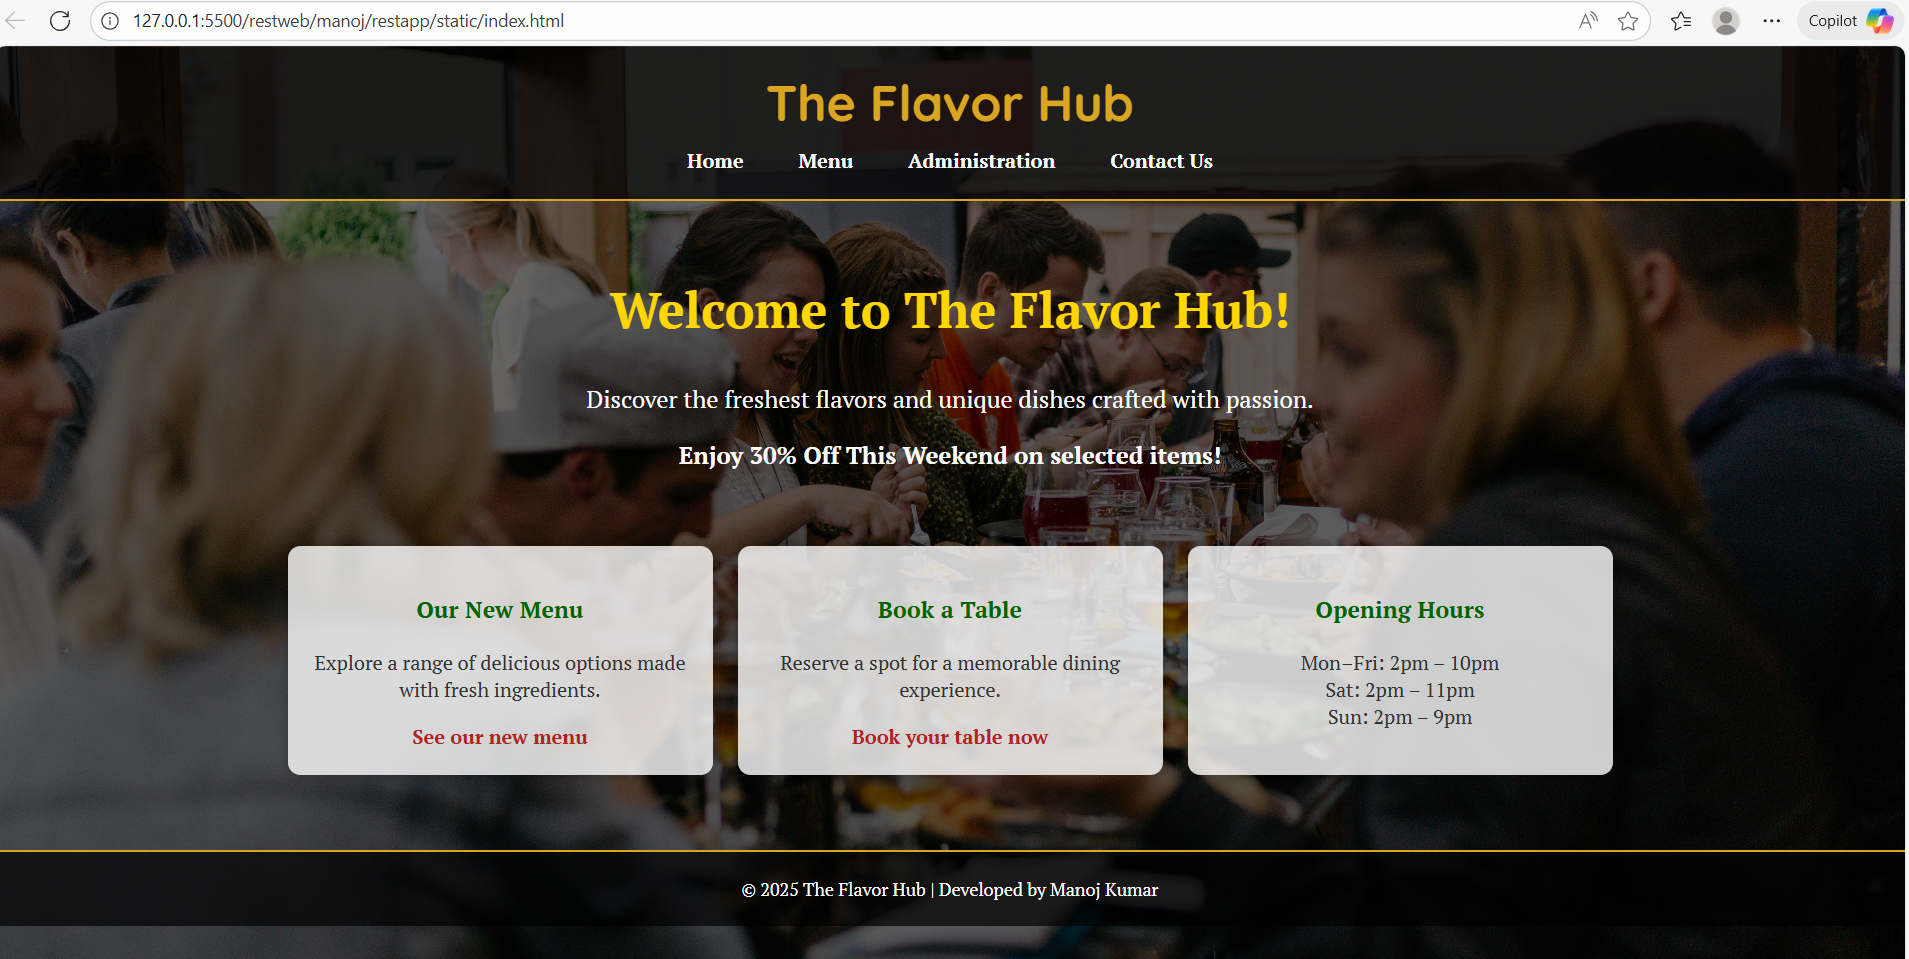 127.0.0.1:5500/restweb/manoj/restapp/static/index.html
Copilot
The Flavor Hub
Home Menu Administration Contact Us
Welcome to The Flavor Hub!
Discover the freshest flavors and unique dishes crafted with passion.
Enjoy 30% Off This Weekend on selected items!
Our New Menu
Explore a range of delicious options made
with fresh ingredients.
See our new menu
Book a Table
Reserve a spot for a memorable dining
experience.
Book your table now
Opening Hours
Mon–Fri: 2pm – 10pm
Sat: 2pm – 11pm
Sun: 2pm – 9pm
© 2025 The Flavor Hub | Developed by Manoj Kumar